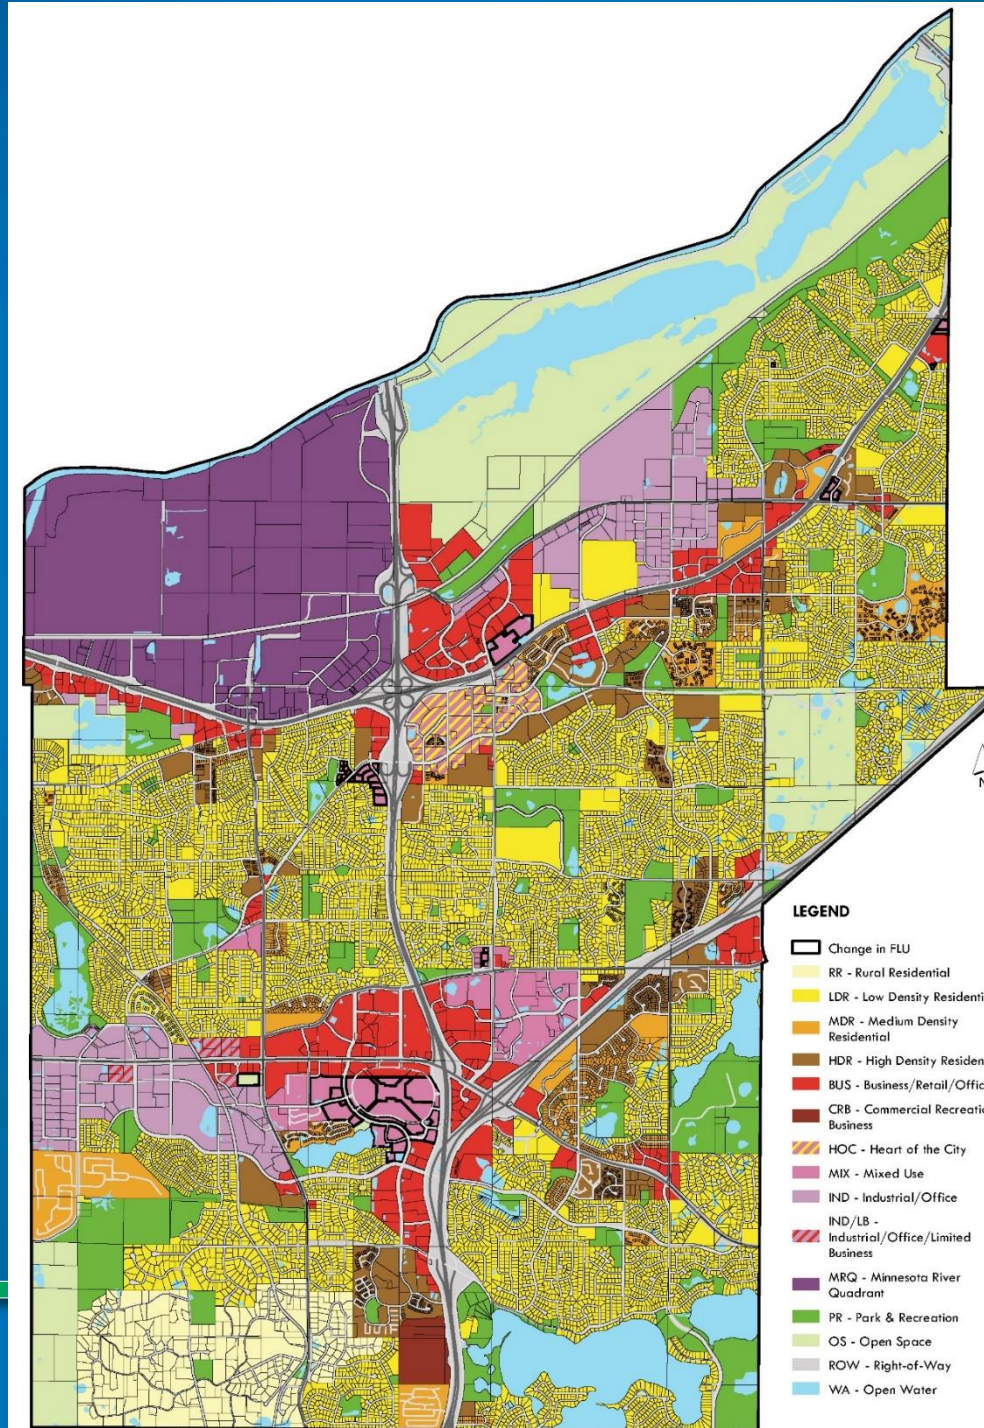 N
LEGEND
Change in FLU
RR - Rural Residential
LDR - Low Density Residenti
MDR - Medium Density
Residential
HDR - High Density Residen
BUS - Business/Retail/Offic
CRB - Commercial Recreatio
Business
HOC - Heart of the City
MIX - Mixed Use
IND - Industrial/Office
IND/LB -
Industrial/Office/Limited
Business
MRQ - Minnesota River
Quadrant
PR - Park & Recreation
OS - Open Space
ROW - Right-of-Way
WA - Open Water